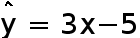 ŷ = 3x−5